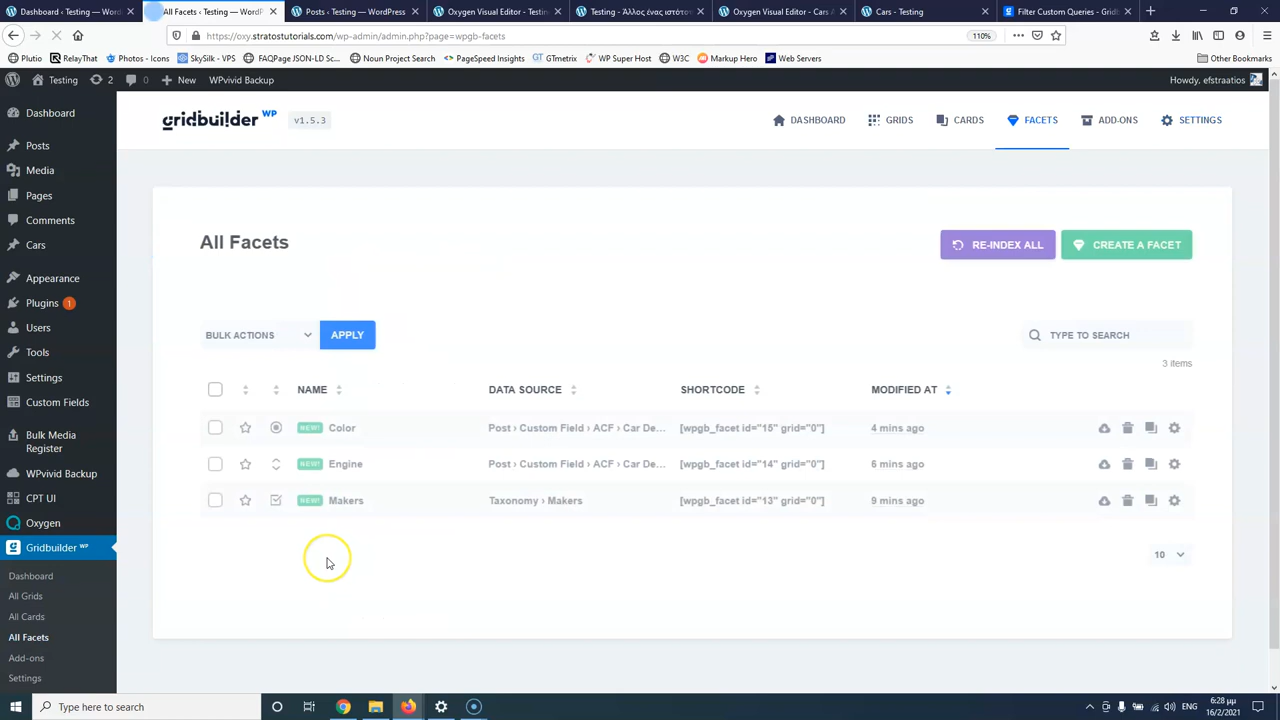 Dashboard ‹ Testing — Word
All Facets ‹ Testing — WordP
Posts ‹ Testing — WordPress
Oxygen Visual Editor - Testin
Testing - Άλλος ένας ιστότοπ
Oxygen Visual Editor - Cars A
Cars - Testing
Filter Custom Queries - Gridb
https://oxy.stratostutorials.com/wp-admin/admin.php?page=wpgb-facets
110%
Plutio
RelayThat
Photos - Icons
SkySilk - VPS
FAQPage JSON-LD Sc...
Noun Project Search
PageSpeed Insights
GTmetrix
WP Super Host
W3C
Markup Hero
Web Servers
Other Bookmarks
Testing
2
0
New
WPvivid Backup
Howdy, efstraatios
Dashboard
Posts
Media
Pages
Comments
Cars
Appearance
Plugins 1
Users
Tools
Settings
Custom Fields
Bulk Media
Register
WPvivid Backup
CPT UI
Oxygen
Gridbuilder WP
Dashboard
All Grids
All Cards
All Facets
Add-ons
Settings
gridbuilder WP
v1.5.3
DASHBOARD
GRIDS
CARDS
FACETS
ADD-ONS
SETTINGS
All Facets
RE-INDEX ALL
CREATE A FACET
BULK ACTIONS
APPLY
TYPE TO SEARCH
3 items
NAME
DATA SOURCE
SHORTCODE
MODIFIED AT
NEW! Color
Post › Custom Field › ACF › Car De...
[wpgb_facet id="15" grid="0"]
4 mins ago
NEW! Engine
Post › Custom Field › ACF › Car De...
[wpgb_facet id="14" grid="0"]
6 mins ago
NEW! Makers
Taxonomy › Makers
[wpgb_facet id="13" grid="0"]
9 mins ago
10
Type here to search
6:28 μμ
16/2/2021